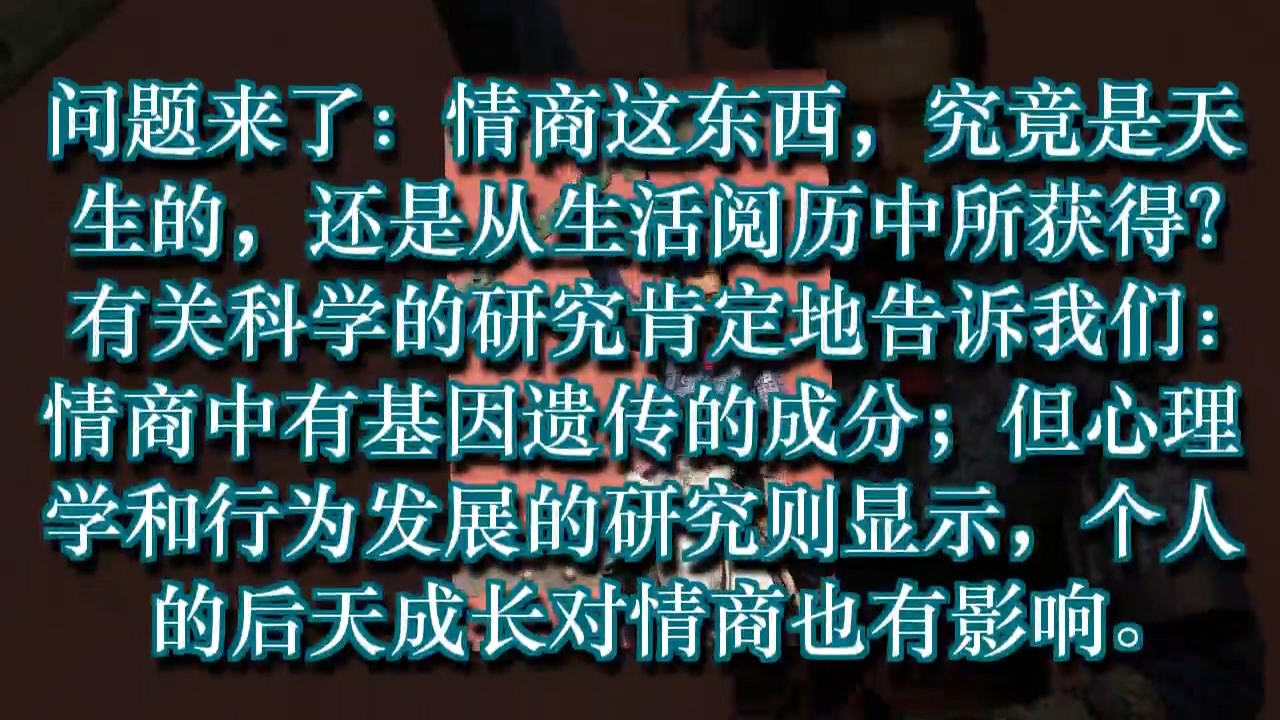 问题来了：情商这东西，究竟是天
生的，还是从生活阅历中所获得？
有关科学的研究肯定地告诉我们：
情商中有基因遗传的成分；但心理
学和行为发展的研究则显示，个人
的后天成长对情商也有影响。